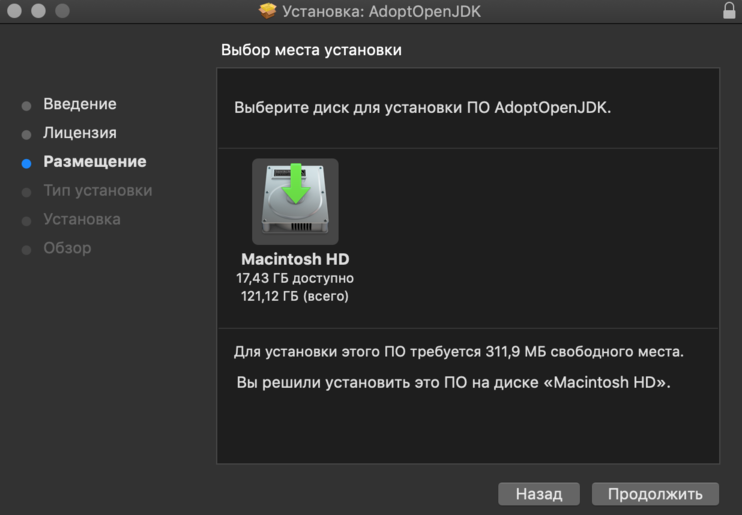 Установка: AdoptOpenJDK
Выбор места установки
Введение
Лицензия
Размещение
Тип установки
Установка
Обзор
Выберите диск для установки ПО AdoptOpenJDK.
Macintosh HD
17,43 ГБ доступно
121,12 ГБ (всего)
Для установки этого ПО требуется 311,9 МБ свободного места.
Вы решили установить это ПО на диске «Macintosh HD».
Назад
Продолжить